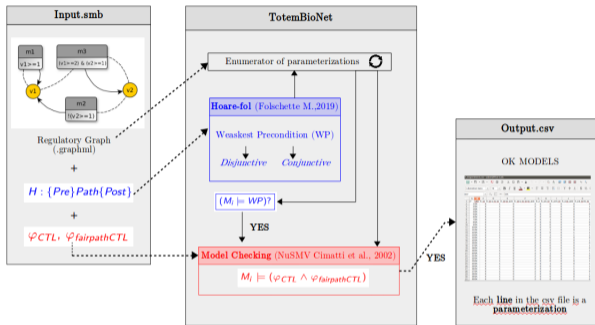 Input.smb
m1
v1>=1
m3
(v1>=2) & (v2>=1)
v1
v2
m2
!(v2>=1)
Regulatory Graph
(.graphml)
+
H : {Pre}Path{Post}
+
φCTL, φfairpathCTL
TotemBioNet
Enumerator of parameterizations
Hoare-fol (Folschette M.,2019)
Weaskest Precondition (WP)
Disjunctive Conjunctive
(Mi ⊨ WP)?
YES
Model Checking (NuSMV Cimatti et al., 2002)
Mi ⊨ (φCTL ∧ φfairpathCTL)
YES
Output.csv
OK MODELS
Each line in the csv file is a
parameterization